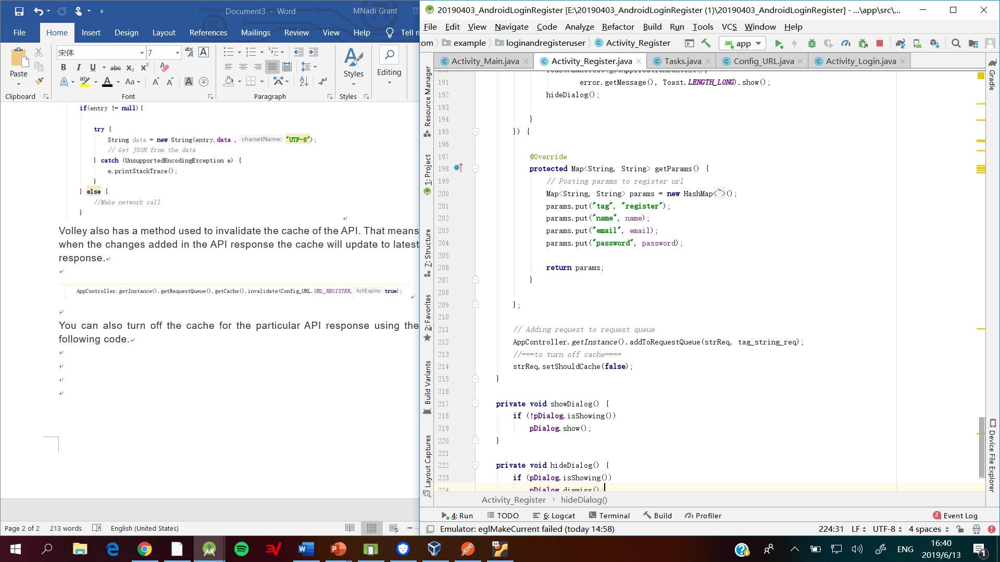 Document3 - Word
MNadi Grant
File Home Insert Design Layout References Mailings Review View Help Tell
宋体 7
Paste
Styles
Editing
Clipboard Font Paragraph Styles
if(entry != null){
try {
String data = new String(entry.data , charsetName: "UTF-8");
// Get JSON from the data
} catch (UnsupportedEncodingException e) {
e.printStackTrace();
}
} else {
//Make network call
}
Volley also has a method used to invalidate the cache of the API. That means
when the changes added in the API response the cache will update to latest
response.
AppController.getInstance().getRequestQueue().getCache().invalidate(Config_URL.URL_REGISTER, fullExpire: true);
You can also turn off the cache for the particular API response using the
following code.
Page 2 of 2 213 words English (United States)
20190403_AndroidLoginRegister [E:\20190403_AndroidLoginRegister (1)\20190403_AndroidLoginRegister] - ...\app\src\...
File Edit View Navigate Code Analyze Refactor Build Run Tools VCS Window Help
com example loginandregisteruser Activity_Register app
Activity_Main.java Activity_Register.java Tasks.java Config_URL.java Activity_Login.java
Resource Manager
1: Project
7: Structure
2: Favorites
Build Variants
Layout Captures
191 error.getMessage(), Toast.LENGTH_LONG).show();
192 hideDialog();
193
194 }
195 }) {
196
197 @Override
198 protected Map<String, String> getParams() {
199 // Posting params to register url
200 Map<String, String> params = new HashMap<~>();
201 params.put("tag", "register");
202 params.put("name", name);
203 params.put("email", email);
204 params.put("password", password);
205
206 return params;
207 }
208
209 };
210
211 // Adding request to request queue
212 AppController.getInstance().addToRequestQueue(strReq, tag_string_req);
213 //===to turn off cache====
214 strReq.setShouldCache(false);
215 }
216
217 private void showDialog() {
218 if (!pDialog.isShowing())
219 pDialog.show();
220 }
221
222 private void hideDialog() {
223 if (pDialog.isShowing())
224 pDialog.dismiss();
Gradle
Device File Explorer
Activity_Register hideDialog()
4: Run TODO 6: Logcat Terminal Build Profiler 2 Event Log
Emulator: eglMakeCurrent failed (today 14:58) 224:31 LF UTF-8 4 spaces
ENG
16:40
2019/6/13
1